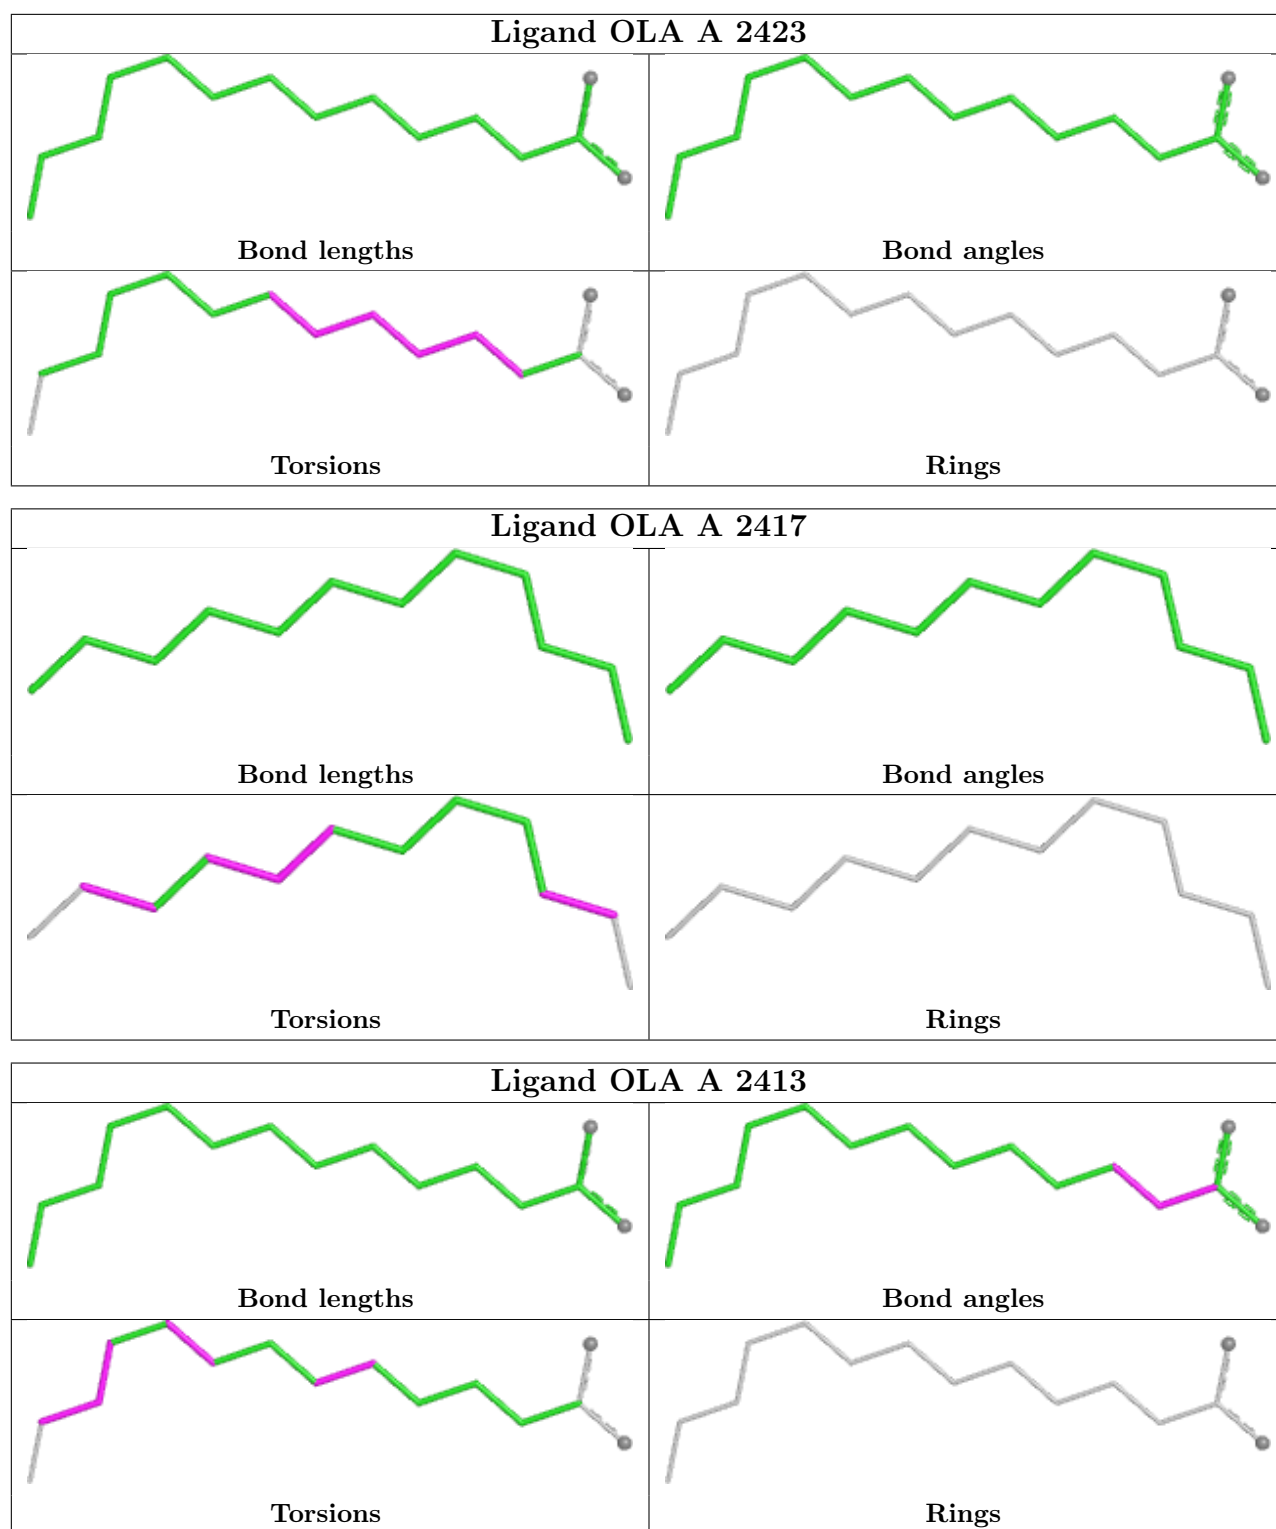 Ligand OLA A 2423
Bond lengths
Bond angles
Torsions
Rings
Ligand OLA A 2417
Bond lengths
Bond angles
Torsions
Rings
Ligand OLA A 2413
Bond lengths
Bond angles
Torsions
Rings